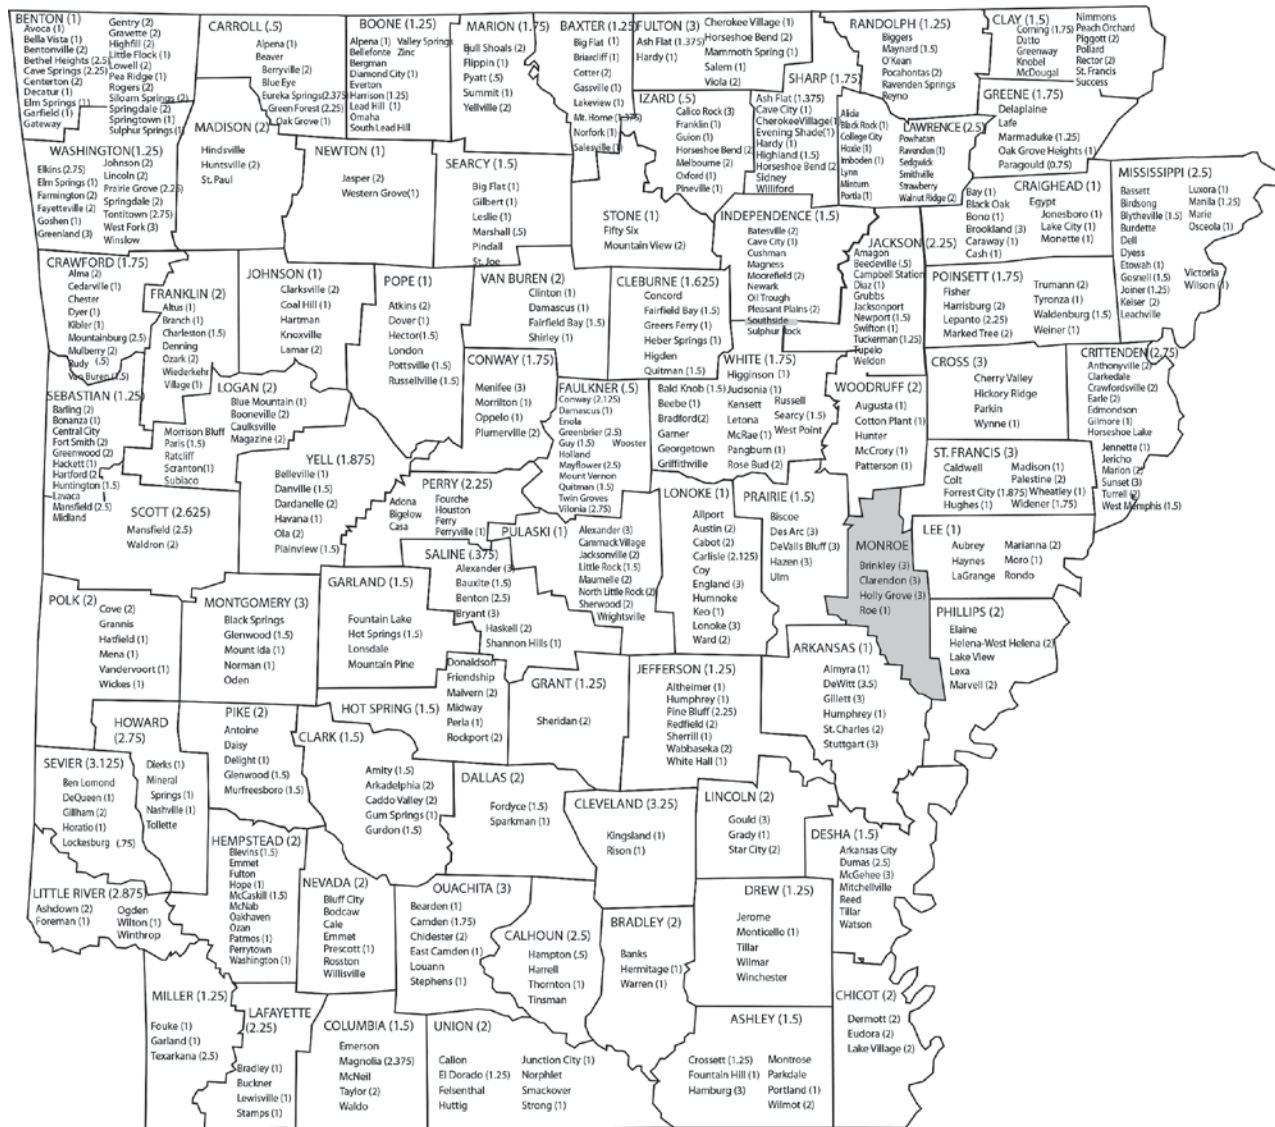 BENTON (1)
Avoca (1)
Bella Vista (1)
Bentonville (2)
Bethel Heights (2.5)
Cave Springs (2.25)
Centerton (2)
Decatur (1)
Elm Springs (1)
Garfield (1)
Gateway
Gentry (2)
Gravette (2)
Highfill (2)
Little Flock (1)
Lowell (2)
Pea Ridge (1)
Rogers (2)
Siloam Springs (2)
Springdale (2)
Springtown (1)
Sulphur Springs (1)
CARROLL (.5)
Alpena (1)
Beaver
Berryville (2)
Blue Eye
Eureka Springs(2.375)
Green Forest (2.25)
Oak Grove (1)
BOONE (1.25)
Alpena (1)
Bellefonte
Bergman
Diamond City (1)
Everton
Harrison (1.25)
Lead Hill (1)
Omaha
South Lead Hill
Valley Springs
Zinc
MARION (1.75)
Bull Shoals (2)
Flippin (1)
Pyatt (.5)
Summit (1)
Yellville (2)
BAXTER (1.25)
Big Flat (1)
Briarcliff (1)
Cotter (2)
Gassville (1)
Lakeview (1)
Mt. Home (1.375)
Norfork (1)
Salesville (1)
FULTON (3)
Ash Flat (1.375)
Hardy (1)
Cherokee Village (1)
Horseshoe Bend (2)
Mammoth Spring (1)
Salem (1)
Viola (2)
IZARD (.5)
Calico Rock (3)
Franklin (1)
Guion (1)
Horseshoe Bend (2)
Melbourne (2)
Oxford (1)
Pineville (1)
SHARP (1.75)
Ash Flat (1.375)
Cave City (1)
CherokeeVillage(1)
Evening Shade(1)
Hardy (1)
Highland (1.5)
Horseshoe Bend (2)
Sidney
Williford
RANDOLPH (1.25)
Biggers
Maynard (1.5)
O'Kean
Pocahontas (2)
Ravenden Springs
Reyno
CLAY (1.5)
Corning (1.75)
Datto
Greenway
Knobel
McDougal
Nimmons
Peach Orchard
Piggott (2)
Pollard
Rector (2)
St. Francis
Success
GREENE (1.75)
Delaplaine
Lafe
Marmaduke (1.25)
Oak Grove Heights (1)
Paragould (0.75)
LAWRENCE (2.5)
Alicia
Black Rock (1)
College City
Hoxie (1)
Imboden (1)
Lynn
Minturn
Portia (1)
Powhatan
Ravenden (1)
Sedgwick
Smithville
Strawberry
Walnut Ridge (2)
MADISON (2)
Hindsville
Huntsville (2)
St. Paul
WASHINGTON(1.25)
Elkins (2.75)
Elm Springs (1)
Farmington (2)
Fayetteville (2)
Goshen (1)
Greenland (3)
Johnson (2)
Lincoln (2)
Prairie Grove (2.25)
Springdale (2)
Tontitown (2.75)
West Fork (3)
Winslow
NEWTON (1)
Jasper (2)
Western Grove(1)
SEARCY (1.5)
Big Flat (1)
Gilbert (1)
Leslie (1)
Marshall (.5)
Pindall
St. Joe
STONE (1)
Fifty Six
Mountain View (2)
INDEPENDENCE (1.5)
Batesville (2)
Cave City (1)
Cushman
Magness
Moorefield (2)
Newark
Oil Trough
Pleasant Plains (2)
Southside
Sulphur Rock
JACKSON (2.25)
Amagon
Beedeville (.5)
Campbell Station
Diaz (1)
Grubbs
Jacksonport
Newport (1.5)
Swifton (1)
Tuckerman (1.25)
Tupelo
Weldon
CRAIGHEAD (1)
Bay (1)
Black Oak
Bono (1)
Brookland (3)
Caraway (1)
Cash (1)
Egypt
Jonesboro (1)
Lake City (1)
Monette (1)
MISSISSIPPI (2.5)
Bassett
Birdsong
Blytheville (1.5)
Burdette
Dell
Dyess
Etowah (1)
Gosnell (1.5)
Joiner (1.25)
Keiser (2)
Leachville
Luxora (1)
Manila (1.25)
Marie
Osceola (1)
Victoria
Wilson (1)
CRAWFORD (1.75)
Alma (2)
Cedarville (1)
Chester
Dyer (1)
Kibler (1)
Mountainburg (2.5)
Mulberry (2)
Rudy (.5)
Van Buren (1.5)
FRANKLIN (2)
Altus (1)
Branch (1)
Charleston (1.5)
Denning
Ozark (2)
Wiederkehr
Village (1)
JOHNSON (1)
Clarksville (2)
Coal Hill (1)
Hartman
Knoxville
Lamar (2)
POPE (1)
Atkins (2)
Dover (1)
Hector(1.5)
London
Pottsville (1.5)
Russellville (1.5)
VAN BUREN (2)
Clinton (1)
Damascus (1)
Fairfield Bay (1.5)
Shirley (1)
CLEBURNE (1.625)
Concord
Fairfield Bay (1.5)
Greers Ferry (1)
Heber Springs (1)
Higden
Quitman (1.5)
POINSETT (1.75)
Fisher
Harrisburg (2)
Lepanto (2.25)
Marked Tree (2)
Trumann (2)
Tyronza (1)
Waldenburg (1.5)
Weiner (1)
CONWAY (1.75)
Menifee (3)
Morrilton (1)
Oppelo (1)
Plumerville (2)
FAULKNER (.5)
Conway (2.125)
Damascus (1)
Enola
Greenbrier (2.5)
Guy (1.5)
Wooster
Holland
Mayflower (2.5)
Mount Vernon
Quitman (1.5)
Twin Groves
Vilonia (2.75)
WHITE (1.75)
Bald Knob (1.5)
Beebe (1)
Bradford(2)
Garner
Georgetown
Griffithville
Higginson (1)
Judsonia (1)
Kensett
Letona
McRae (1)
Pangburn (1)
Rose Bud (2)
Russell
Searcy (1.5)
West Point
WOODRUFF (2)
Augusta (1)
Cotton Plant (1)
Hunter
McCrory (1)
Patterson (1)
CROSS (3)
Cherry Valley
Hickory Ridge
Parkin
Wynne (1)
CRITTENDEN (2.75)
Anthonyville (2)
Clarkedale
Crawfordsville (2)
Earle (2)
Edmondson
Gilmore (1)
Horseshoe Lake
Jennette (1)
Jericho
Marion (2)
Sunset (3)
Turrell (2)
West Memphis (1.5)
SEBASTIAN (1.25)
Barling (2)
Bonanza (1)
Central City
Fort Smith (2)
Greenwood (2)
Hackett (1)
Hartford (2)
Huntington (1.5)
Lavaca
Mansfield (2.5)
Midland
LOGAN (2)
Blue Mountain (1)
Booneville (2)
Caulksville
Magazine (2)
Morrison Bluff
Paris (1.5)
Ratcliff
Scranton(1)
Subiaco
YELL (1.875)
Belleville (1)
Danville (1.5)
Dardanelle (2)
Havana (1)
Ola (2)
Plainview (1.5)
PERRY (2.25)
Adona
Bigelow
Casa
Fourche
Houston
Perry
Perryville (1)
ST. FRANCIS (3)
Caldwell
Colt
Forrest City (1.875)
Hughes (1)
Madison (1)
Palestine (2)
Wheatley (1)
Widener (1.75)
SCOTT (2.625)
Mansfield (2.5)
Waldron (2)
PULASKI (1)
Alexander (3)
Cammack Village
Jacksonville (2)
Little Rock (1.5)
Maumelle (2)
North Little Rock (2)
Sherwood (2)
Wrightsville
LONOKE (1)
Allport
Austin (2)
Cabot (2)
Carlisle (2.125)
Coy
England (3)
Humnoke
Keo (1)
Lonoke (3)
Ward (2)
PRAIRIE (1.5)
Biscoe
Des Arc (3)
DeValls Bluff (3)
Hazen (3)
Ulm
MONROE
Brinkley (3)
Clarendon (3)
Holly Grove (3)
Roe (1)
LEE (1)
Aubrey
Haynes
LaGrange
Marianna (2)
Moro (1)
Rondo
SALINE (.375)
Alexander (3)
Bauxite (1.5)
Benton (2.5)
Bryant (3)
Haskell (2)
Shannon Hills (1)
GARLAND (1.5)
Fountain Lake
Hot Springs (1.5)
Lonsdale
Mountain Pine
POLK (2)
Cove (2)
Grannis
Hatfield (1)
Mena (1)
Vandervoort (1)
Wickes (1)
MONTGOMERY (3)
Black Springs
Glenwood (1.5)
Mount Ida (1)
Norman (1)
Oden
PHILLIPS (2)
Elaine
Helena-West Helena (2)
Lake View
Lexa
Marvell (2)
HOT SPRING (1.5)
Donaldson
Friendship
Malvern (2)
Midway
Perla (1)
Rockport (2)
GRANT (1.25)
Sheridan (2)
JEFFERSON (1.25)
Altheimer (1)
Humphrey (1)
Pine Bluff (2.25)
Redfield (2)
Sherrill (1)
Wabbaseka (2)
White Hall (1)
ARKANSAS (1)
Almyra (1)
DeWitt (3.5)
Gillett (3)
Humphrey (1)
St. Charles (2)
Stuttgart (3)
HOWARD
(2.75)
Dierks (1)
Mineral
Springs (1)
Nashville (1)
Tollette
PIKE (2)
Antoine
Daisy
Delight (1)
Glenwood (1.5)
Murfreesboro (1.5)
CLARK (1.5)
Amity (1.5)
Arkadelphia (2)
Caddo Valley (2)
Gum Springs (1)
Gurdon (1.5)
SEVIER (3.125)
Ben Lomond
DeQueen (1)
Gillham (2)
Horatio (1)
Lockesburg (.75)
DALLAS (2)
Fordyce (1.5)
Sparkman (1)
CLEVELAND (3.25)
Kingsland (1)
Rison (1)
LINCOLN (2)
Gould (3)
Grady (1)
Star City (2)
DESHA (1.5)
Arkansas City
Dumas (2.5)
McGehee (3)
Mitchellville
Reed
Tillar
Watson
HEMPSTEAD (2)
Blevins (1.5)
Emmet
Fulton
Hope (1)
McCaskill (1.5)
McNab
Oakhaven
Ozan
Patmos (1)
Perrytown
Washington (1)
LITTLE RIVER (2.875)
Ashdown (2)
Foreman (1)
Ogden
Wilton (1)
Winthrop
NEVADA (2)
Bluff City
Bodcaw
Cale
Emmet
Prescott (1)
Rosston
Willisville
OUACHITA (3)
Bearden (1)
Camden (1.75)
Chidester (2)
East Camden (1)
Louann
Stephens (1)
CALHOUN (2.5)
Hampton (.5)
Harrell
Thornton (1)
Tinsman
BRADLEY (2)
Banks
Hermitage (1)
Warren (1)
DREW (1.25)
Jerome
Monticello (1)
Tillar
Wilmar
Winchester
MILLER (1.25)
Fouke (1)
Garland (1)
Texarkana (2.5)
LAFAYETTE
(2.25)
Bradley (1)
Buckner
Lewisville (1)
Stamps (1)
COLUMBIA (1.5)
Emerson
Magnolia (2.375)
McNeil
Taylor (2)
Waldo
UNION (2)
Calion
El Dorado (1.25)
Felsenthal
Huttig
Junction City (1)
Norphlet
Smackover
Strong (1)
ASHLEY (1.5)
Crossett (1.25)
Fountain Hill (1)
Hamburg (3)
Montrose
Parkdale
Portland (1)
Wilmot (2)
CHICOT (2)
Dermott (2)
Eudora (2)
Lake Village (2)